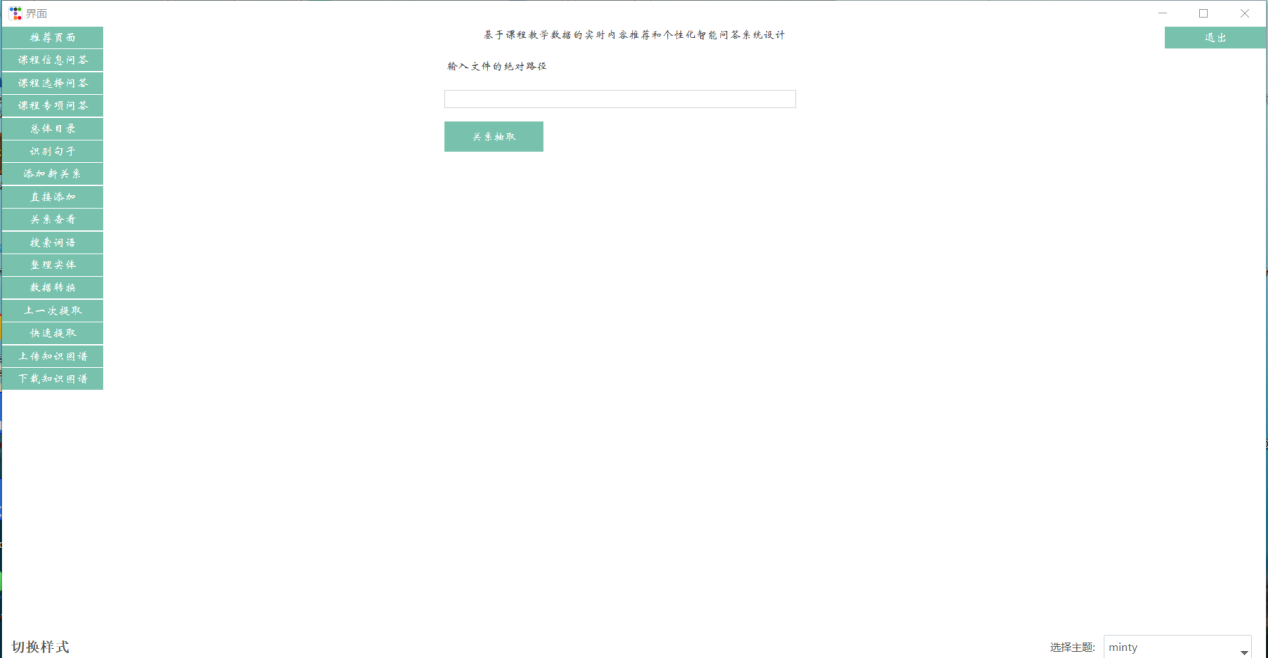 界面
推荐页面
课程信息问答
课程选择问答
课程专项问答
总体目录
识别句子
添加新关系
直接添加
关系查看
搜索词语
整理实体
数据转换
上一次提取
快速提取
上传知识图谱
下载知识图谱
基于课程教学数据的实时内容推荐和个性化智能问答系统设计
退出
输入文件的绝对路径
关系抽取
切换样式
选择主题:
minty